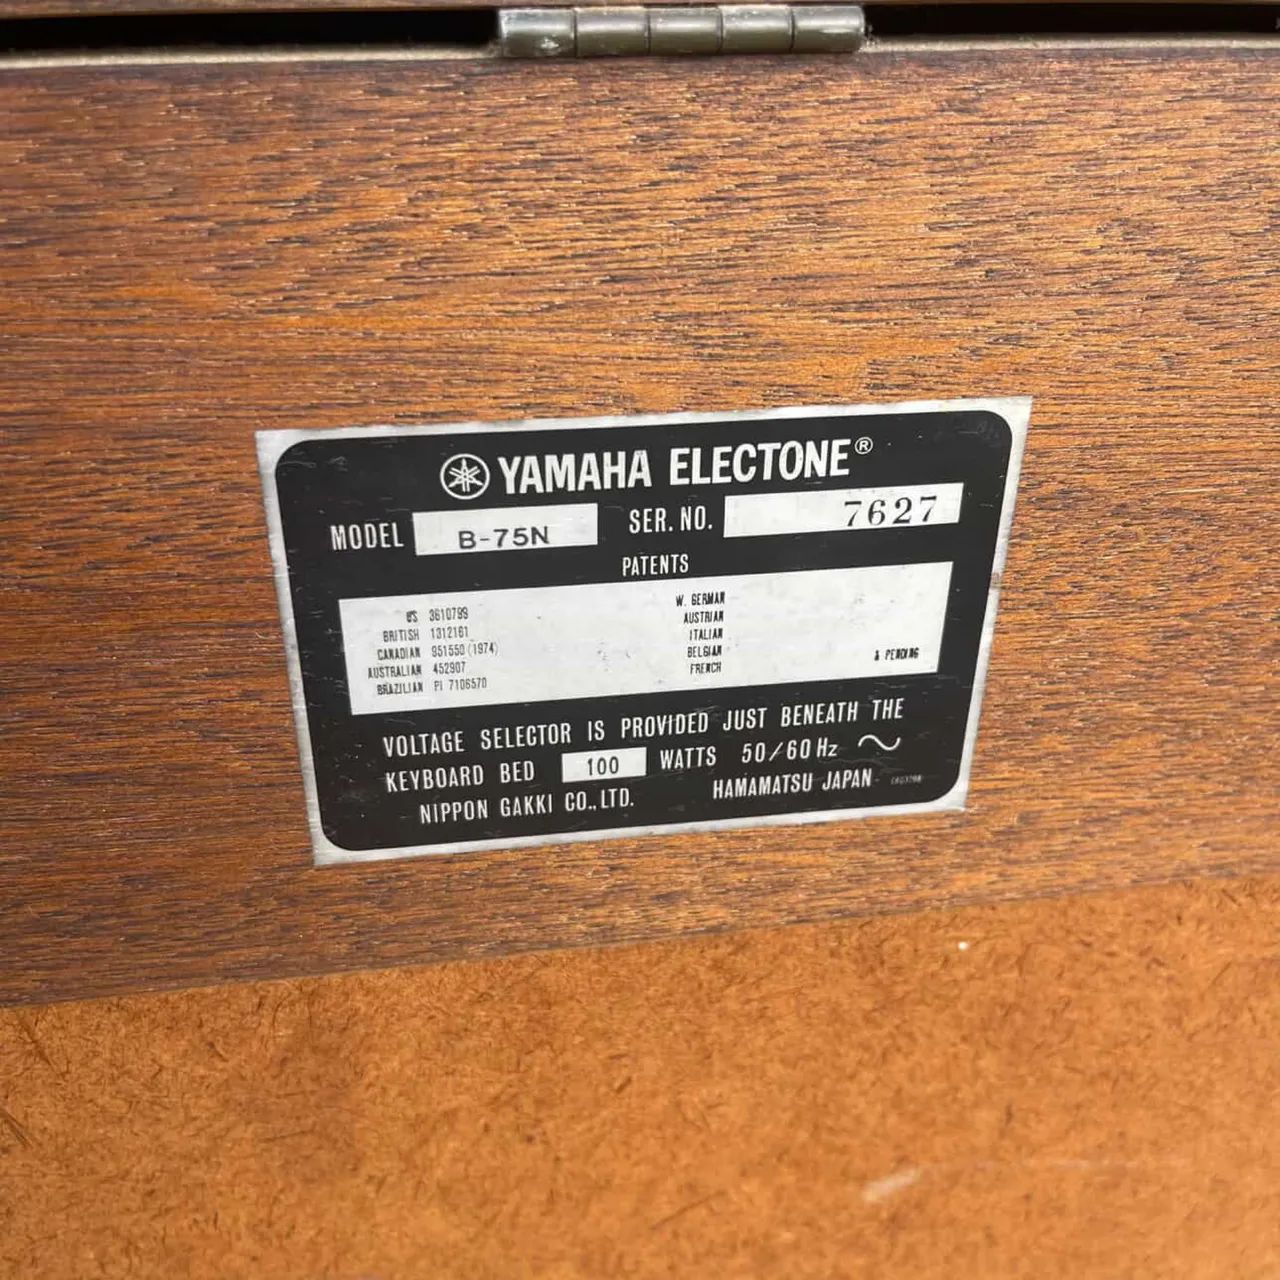 YAMAHA ELECTONE®
MODEL B-75N SER. NO. 7627
PATENTS
US 3610799 W. GERMAN
BRITISH 1312161 AUSTRIAN
CANADIAN 951550 (1974) ITALIAN
AUSTRALIAN 452907 BELGIAN & PENDING
BRAZILIAN PI 7106570 FRENCH
VOLTAGE SELECTOR IS PROVIDED JUST BENEATH THE
KEYBOARD BED 100 WATTS 50/60 Hz
NIPPON GAKKI CO., LTD. HAMAMATSU JAPAN